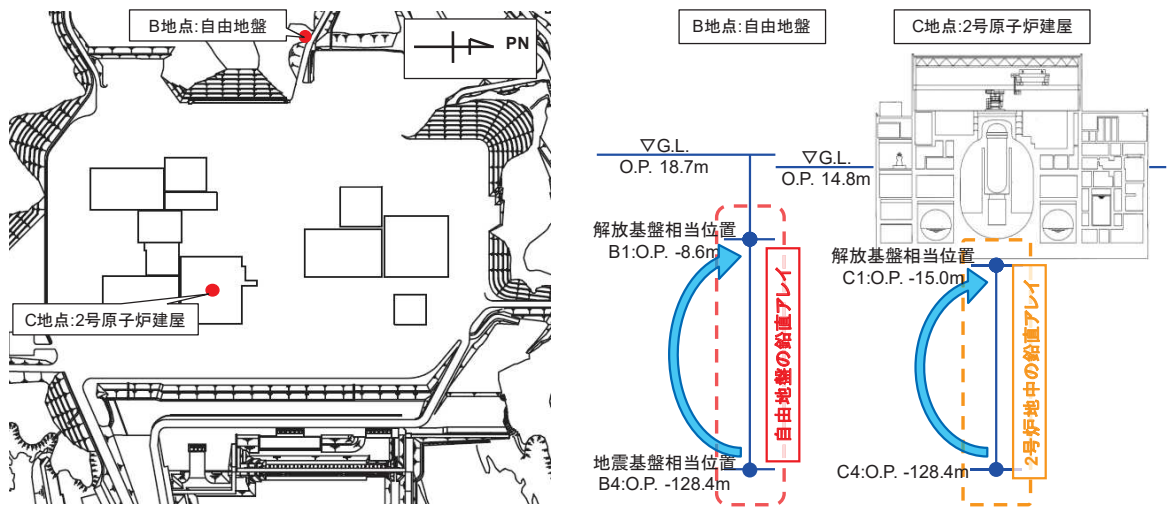 B地点:自由地盤
PN
C地点:2号原子炉建屋
B地点:自由地盤
▽G.L.
O.P. 18.7m
解放基盤相当位置
B1:O.P. -8.6m
自由地盤の鉛直アレイ
地震基盤相当位置
B4:O.P. -128.4m
C地点:2号原子炉建屋
▽G.L.
O.P. 14.8m
解放基盤相当位置
C1:O.P. -15.0m
2号炉地中の鉛直アレイ
C4:O.P. -128.4m